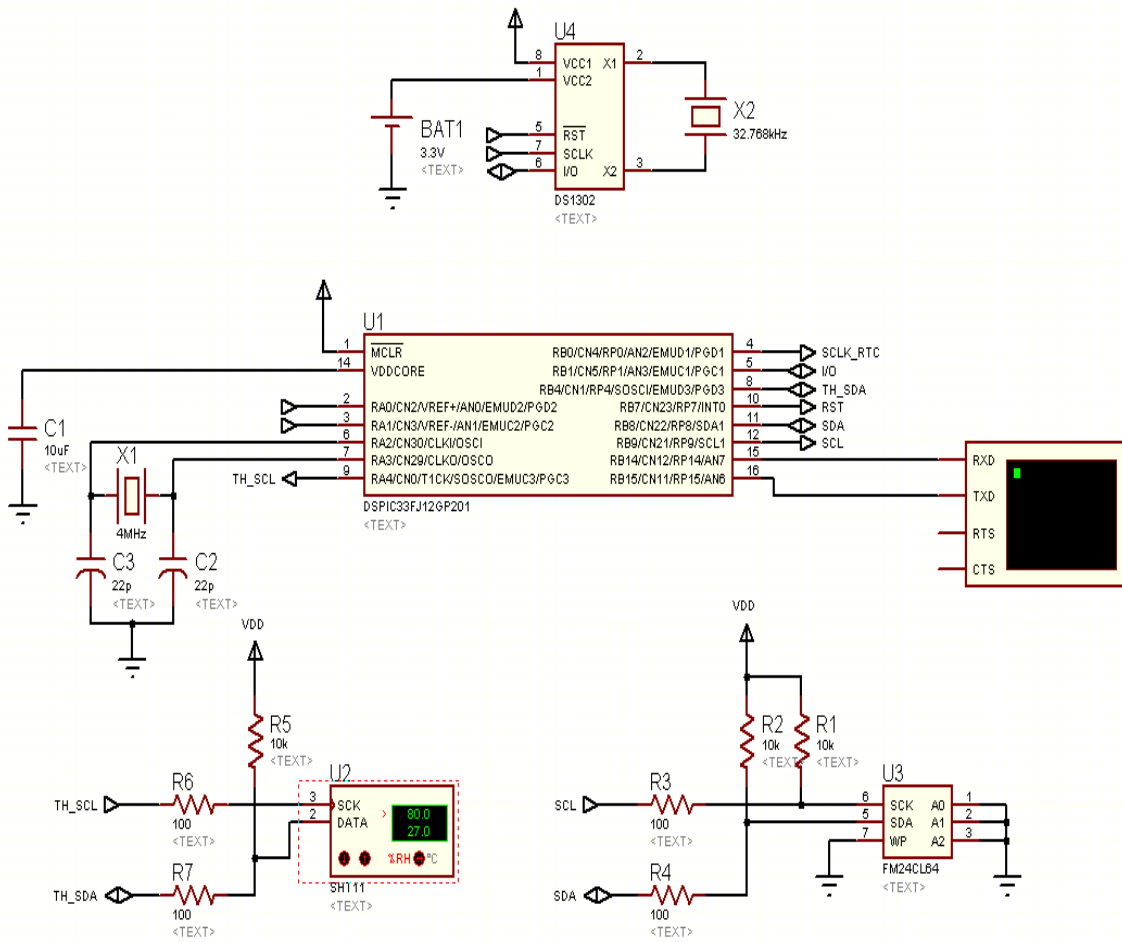 U4
8 VCC1 X1 2
1 VCC2
5 RST
7 SCLK
6 I/O X2 3
DS1302
<TEXT>
BAT1
3.3V
<TEXT>
X2
32.768kHz
U1
1 MCLR RB0/CN4/RP0/AN2/EMUD1/PGD1 4 SCLK_RTC
14 VDDCORE RB1/CN5/RP1/AN3/EMUC1/PGC1 5 I/O
RB4/CN1/RP4/SOSCI/EMUD3/PGD3 8 TH_SDA
2 RA0/CN2/VREF+/AN0/EMUD2/PGD2 RB7/CN23/RP7/INT0 10 RST
3 RA1/CN3/VREF-/AN1/EMUC2/PGC2 RB8/CN22/RP8/SDA1 11 SDA
6 RA2/CN30/CLKI/OSCI RB9/CN21/RP9/SCL1 12 SCL
7 RA3/CN29/CLKO/OSCO RB14/CN12/RP14/AN7 15
TH_SCL 9 RA4/CN0/T1CK/SOSCO/EMUC3/PGC3 RB15/CN11/RP15/AN6 16
DSPIC33FJ12GP201
<TEXT>
C1
10uF
<TEXT>
X1
4MHz
C3
22p
<TEXT>
C2
22p
<TEXT>
RXD
TXD
RTS
CTS
VDD
R5
10k
<TEXT>
R6
100
<TEXT>
TH_SCL
U2
3 SCK
2 DATA
> 80.0
27.0
%RH °C
SHT11
<TEXT>
TH_SDA
R7
100
<TEXT>
VDD
R2
10k
<TEXT>
R1
10k
<TEXT>
SCL
R3
100
<TEXT>
SDA
R4
100
<TEXT>
U3
6 SCK A0 1
5 SDA A1 2
7 WP A2 3
FM24CL64
<TEXT>